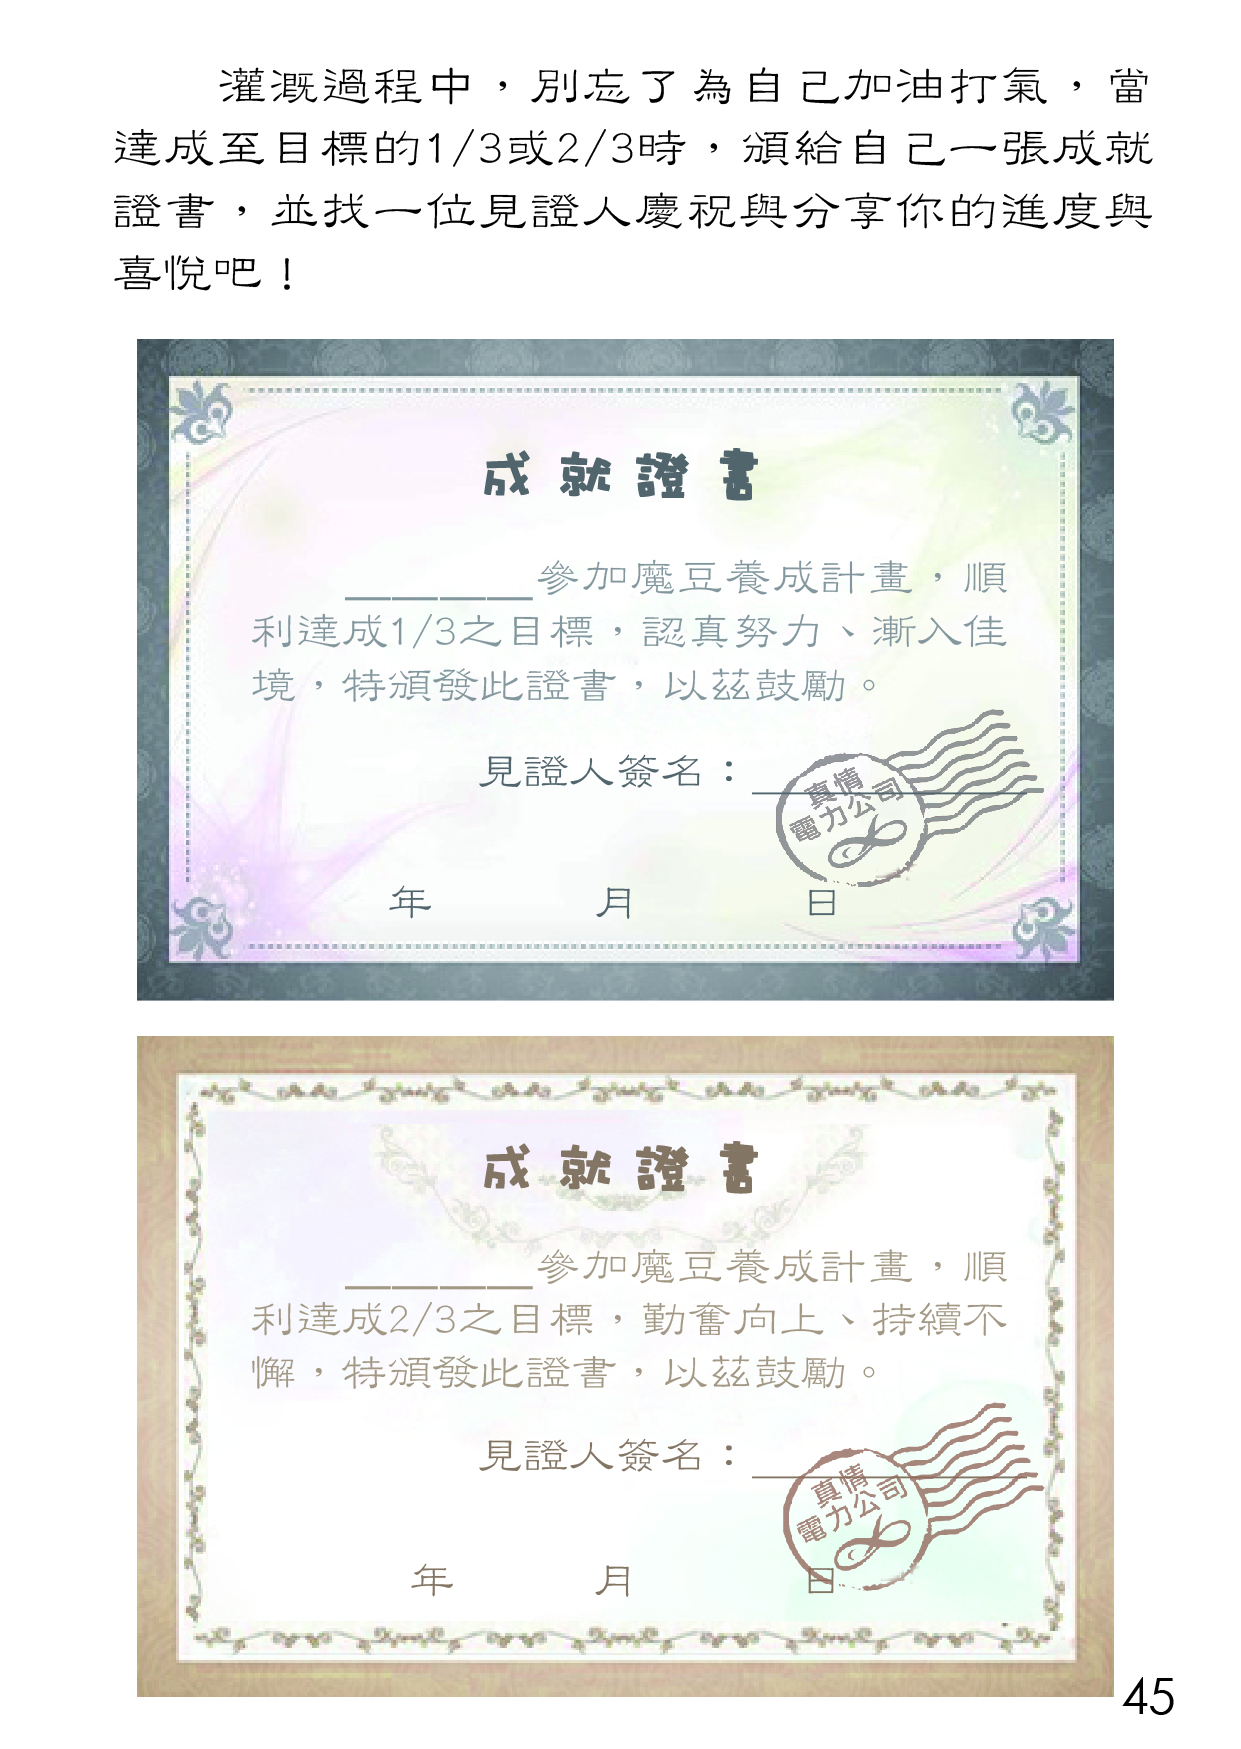 灌溉過程中，別忘了為自己加油打氣，當
達成至目標的1/3或2/3時，頒給自己一張成就
證書，並找一位見證人慶祝與分享你的進度與
喜悅吧！
成就證書
______參加魔豆養成計畫，順
利達成1/3之目標，認真努力、漸入佳
境，特頒發此證書，以茲鼓勵。
見證人簽名：
真情
電力公司
年 月 日
成就證書
______參加魔豆養成計畫，順
利達成2/3之目標，勤奮向上、持續不
懈，特頒發此證書，以茲鼓勵。
見證人簽名：
真情
電力公司
年 月 日
45